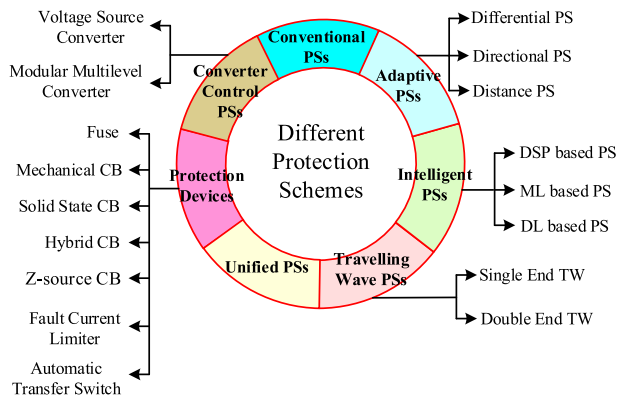 Voltage Source
Converter
Modular Multilevel
Converter
Fuse
Mechanical CB
Solid State CB
Hybrid CB
Z-source CB
Fault Current
Limiter
Automatic
Transfer Switch
Conventional
PSs
Adaptive
PSs
Intelligent
PSs
Travelling
Wave PSs
Unified PSs
Protection
Devices
Converter
Control
PSs
Different
Protection
Schemes
Differential PS
Directional PS
Distance PS
DSP based PS
ML based PS
DL based PS
Single End TW
Double End TW